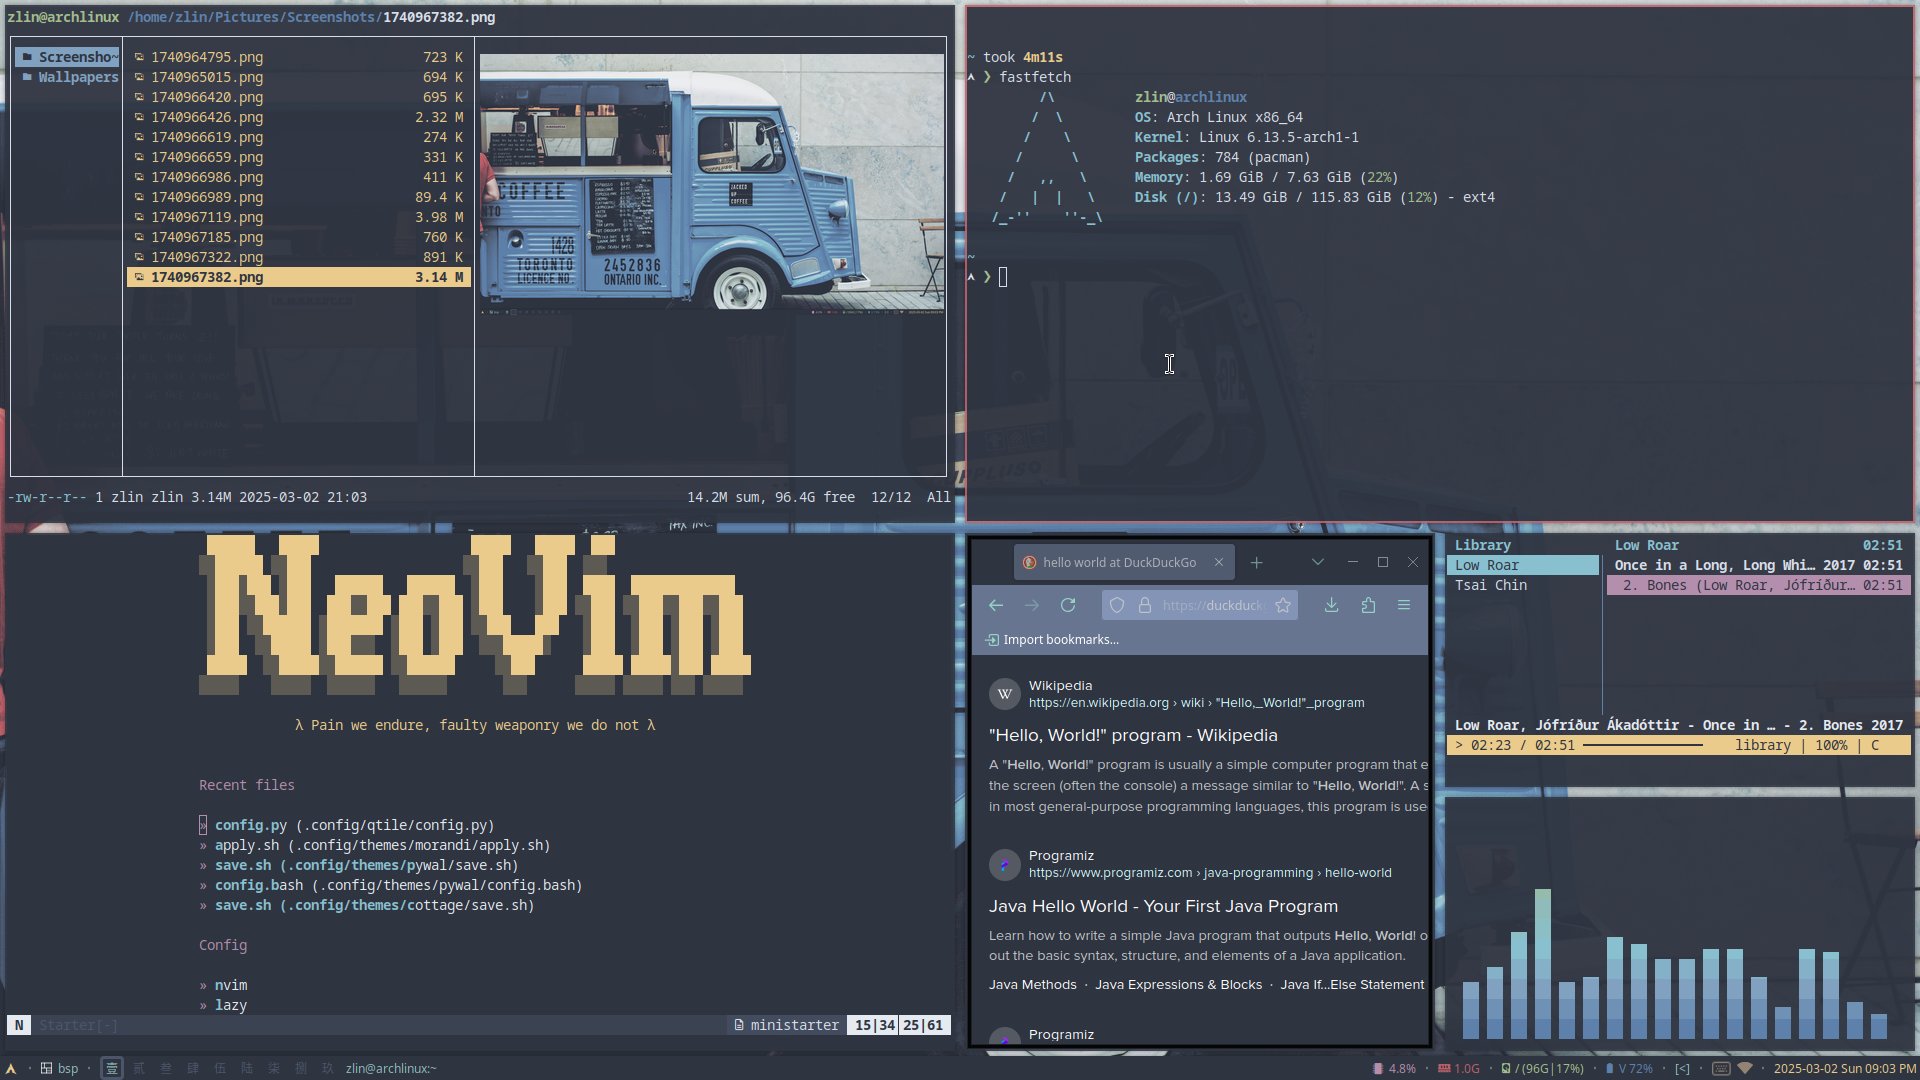 zlin@archlinux /home/zlin/Pictures/Screenshots/1740967382.png
Screensho~
Wallpapers
1740964795.png 723 K
1740965015.png 694 K
1740966420.png 695 K
1740966426.png 2.32 M
1740966619.png 274 K
1740966659.png 331 K
1740966986.png 411 K
1740966989.png 89.4 K
1740967119.png 3.98 M
1740967185.png 760 K
1740967322.png 891 K
1740967382.png 3.14 M
COFFEE
JACKED UP COFFEE
1420
TORONTO
LICENCE NO.
2452836
ONTARIO INC.
-rw-r--r-- 1 zlin zlin 3.14M 2025-03-02 21:03 14.2M sum, 96.4G free 12/12 All
~ took 4m11s
❯ fastfetch
/\
/ \
/ \
/ \
/ ,, \
/ | | \
/_-'' ''-_\
zlin@archlinux
OS: Arch Linux x86_64
Kernel: Linux 6.13.5-arch1-1
Packages: 784 (pacman)
Memory: 1.69 GiB / 7.63 GiB (22%)
Disk (/): 13.49 GiB / 115.83 GiB (12%) - ext4
~
❯
NeoVim
λ Pain we endure, faulty weaponry we do not λ
Recent files
» config.py (.config/qtile/config.py)
» apply.sh (.config/themes/morandi/apply.sh)
» save.sh (.config/themes/pywal/save.sh)
» config.bash (.config/themes/pywal/config.bash)
» save.sh (.config/themes/cottage/save.sh)
Config
» nvim
» lazy
N Starter[-] ministarter 15|34 25|61
hello world at DuckDuckGo
https://duckduck
Import bookmarks...
W
Wikipedia
https://en.wikipedia.org › wiki › "Hello,_World!"_program
"Hello, World!" program - Wikipedia
A "Hello, World!" program is usually a simple computer program that e
the screen (often the console) a message similar to "Hello, World!". A s
in most general-purpose programming languages, this program is use
Programiz
https://www.programiz.com › java-programming › hello-world
Java Hello World - Your First Java Program
Learn how to write a simple Java program that outputs Hello, World! o
out the basic syntax, structure, and elements of a Java application.
Java Methods · Java Expressions & Blocks · Java If...Else Statement
Programiz
Library
Low Roar
Tsai Chin
Low Roar 02:51
Once in a Long, Long Whi… 2017 02:51
2. Bones (Low Roar, Jófríður… 02:51
Low Roar, Jófríður Ákadóttir - Once in … - 2. Bones 2017
> 02:23 / 02:51 library | 100% | C
bsp · 壹 貳 叁 肆 伍 陸 柒 捌 玖 zlin@archlinux:~
4.8% · 1.0G · / (96G|17%) · V 72% · [<] · 2025-03-02 Sun 09:03 PM